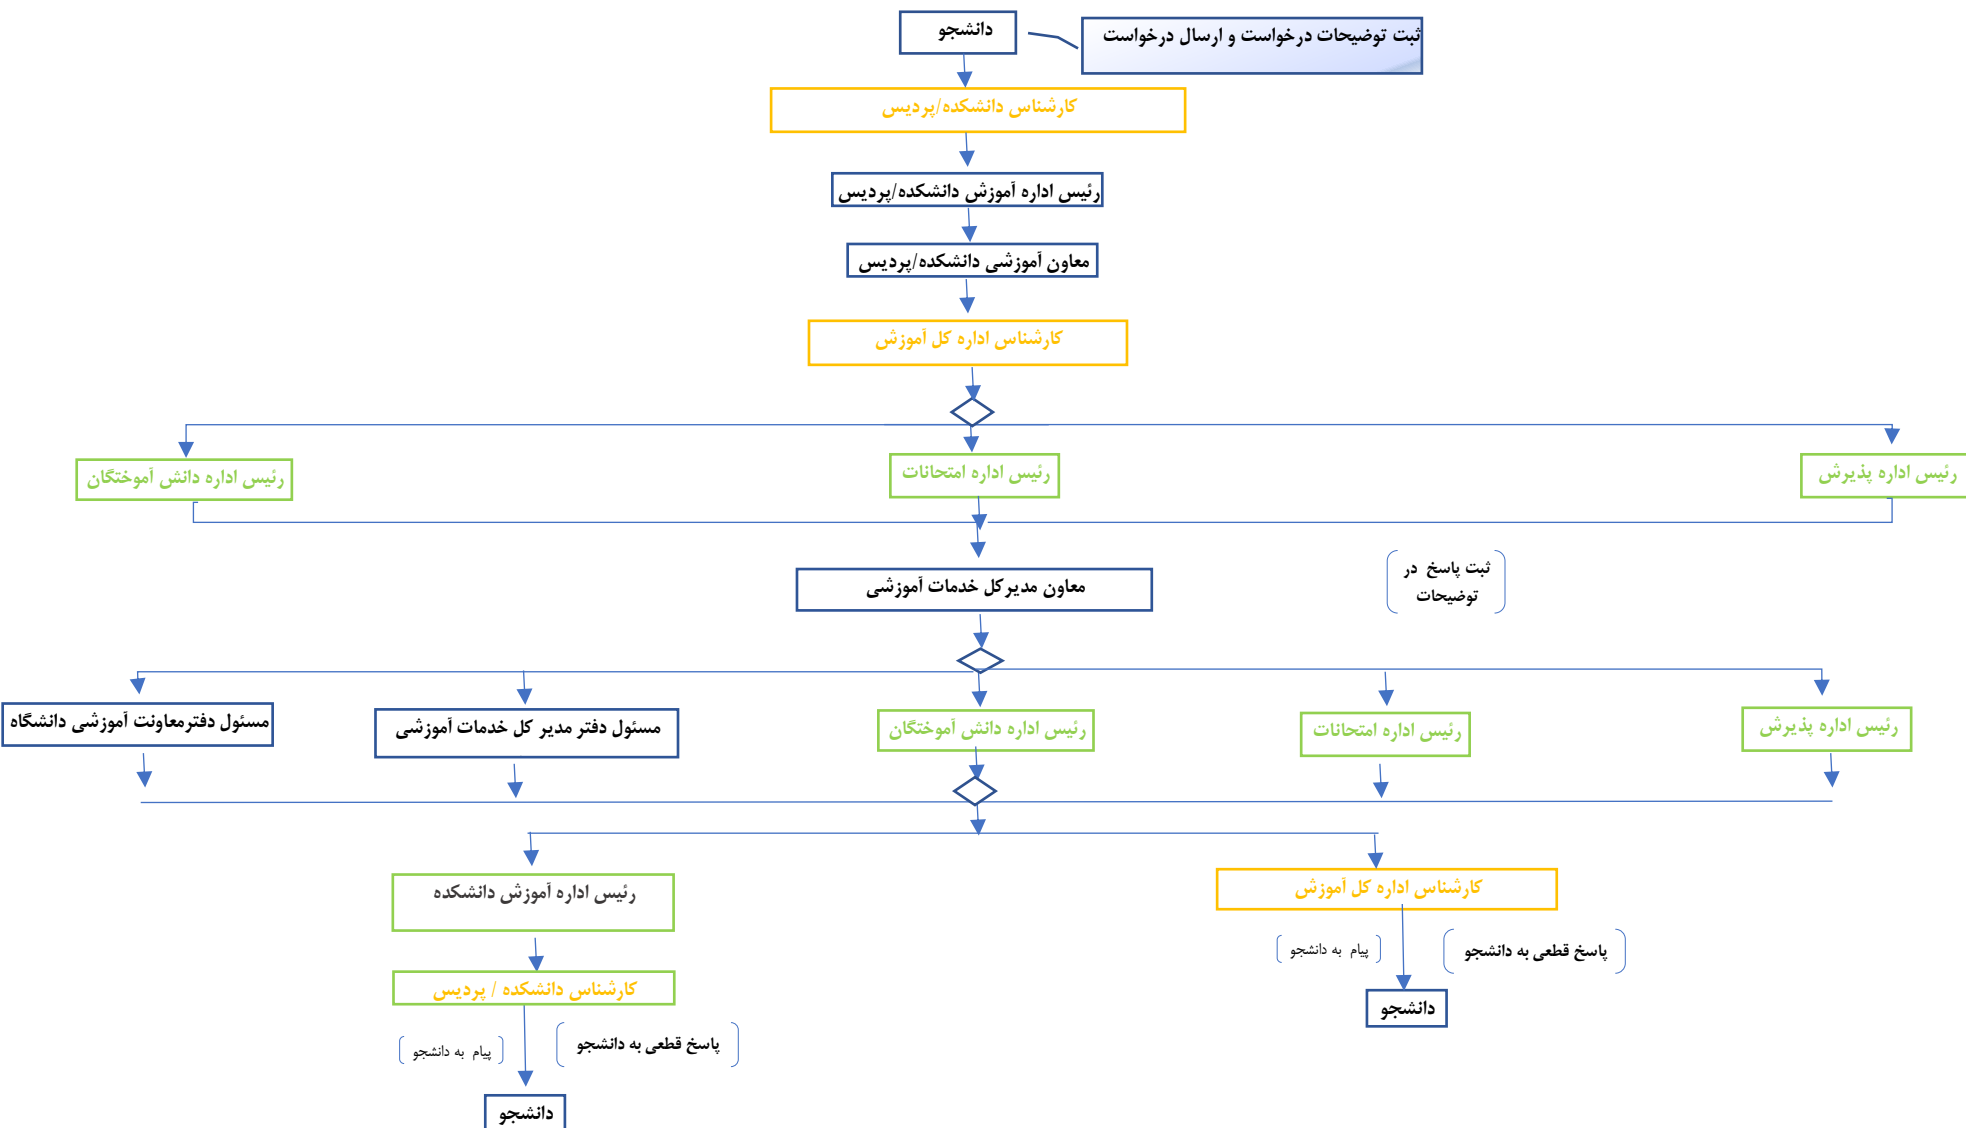 دانشجو
ثبت توضیحات درخواست و ارسال درخواست
کارشناس دانشکده/پردیس
رئیس اداره آموزش دانشکده/پردیس
معاون آموزشی دانشکده/پردیس
کارشناس اداره کل آموزش
رئیس اداره پذیرش
رئیس اداره امتحانات
رئیس اداره دانش آموختگان
ثبت پاسخ در
توضیحات
معاون مدیرکل خدمات آموزشی
رئیس اداره پذیرش
رئیس اداره امتحانات
رئیس اداره دانش آموختگان
مسئول دفتر مدیر کل خدمات آموزشی
مسئول دفترمعاونت آموزشی دانشگاه
کارشناس اداره کل آموزش
رئیس اداره آموزش دانشکده
پاسخ قطعی به دانشجو
پیام به دانشجو
دانشجو
کارشناس دانشکده / پردیس
پاسخ قطعی به دانشجو
پیام به دانشجو
دانشجو